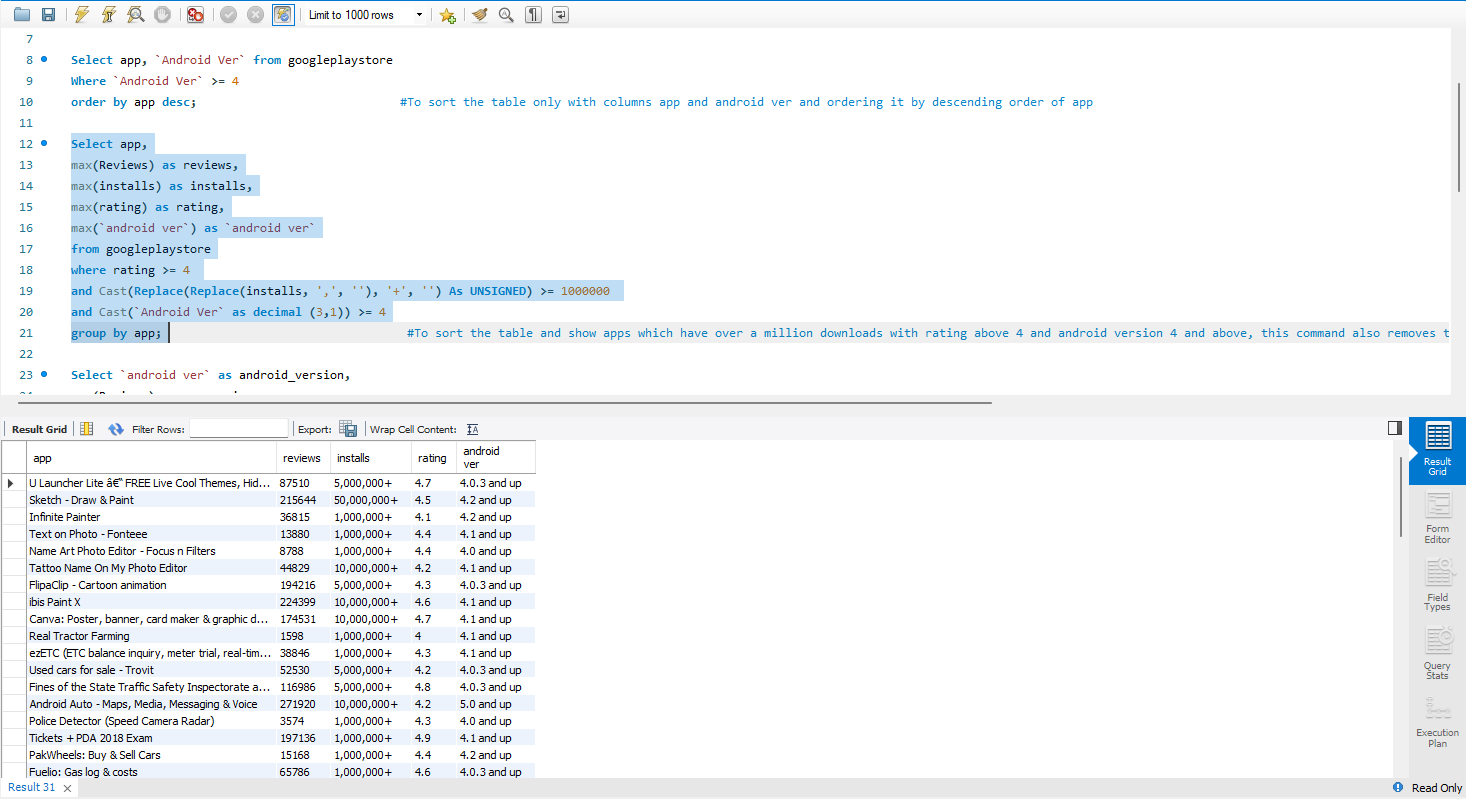 Limit to 1000 rows
7
8 Select app, `Android Ver` from googleplaystore
9 Where `Android Ver` >= 4
10 order by app desc; #To sort the table only with columns app and android ver and ordering it by descending order of app
11
12 Select app,
13 max(Reviews) as reviews,
14 max(installs) as installs,
15 max(rating) as rating,
16 max(`android ver`) as `android ver`
17 from googleplaystore
18 where rating >= 4
19 and Cast(Replace(Replace(installs, ',', ''), '+', '') As UNSIGNED) >= 1000000
20 and Cast(`Android Ver` as decimal (3,1)) >= 4
21 group by app; #To sort the table and show apps which have over a million downloads with rating above 4 and android version 4 and above, this command also removes t
22
23 Select `android ver` as android_version,
Result Grid Filter Rows: Export: Wrap Cell Content:
app reviews installs rating android ver
U Launcher Lite â€“ FREE Live Cool Themes, Hid... 87510 5,000,000+ 4.7 4.0.3 and up
Sketch - Draw & Paint 215644 50,000,000+ 4.5 4.2 and up
Infinite Painter 36815 1,000,000+ 4.1 4.2 and up
Text on Photo - Fonteee 13880 1,000,000+ 4.4 4.1 and up
Name Art Photo Editor - Focus n Filters 8788 1,000,000+ 4.4 4.0 and up
Tattoo Name On My Photo Editor 44829 10,000,000+ 4.2 4.1 and up
FlipaClip - Cartoon animation 194216 5,000,000+ 4.3 4.0.3 and up
ibis Paint X 224399 10,000,000+ 4.6 4.1 and up
Canva: Poster, banner, card maker & graphic d... 174531 10,000,000+ 4.7 4.1 and up
Real Tractor Farming 1598 1,000,000+ 4 4.1 and up
ezETC (ETC balance inquiry, meter trial, real-tim... 38846 1,000,000+ 4.3 4.1 and up
Used cars for sale - Trovit 52530 5,000,000+ 4.2 4.0.3 and up
Fines of the State Traffic Safety Inspectorate a... 116986 5,000,000+ 4.8 4.0.3 and up
Android Auto - Maps, Media, Messaging & Voice 271920 10,000,000+ 4.2 5.0 and up
Police Detector (Speed Camera Radar) 3574 1,000,000+ 4.3 4.0 and up
Tickets + PDA 2018 Exam 197136 1,000,000+ 4.9 4.1 and up
PakWheels: Buy & Sell Cars 15168 1,000,000+ 4.4 4.2 and up
Fuelio: Gas log & costs 65786 1,000,000+ 4.6 4.0.3 and up
Result Grid
Form Editor
Field Types
Query Stats
Execution Plan
Result 31
Read Only